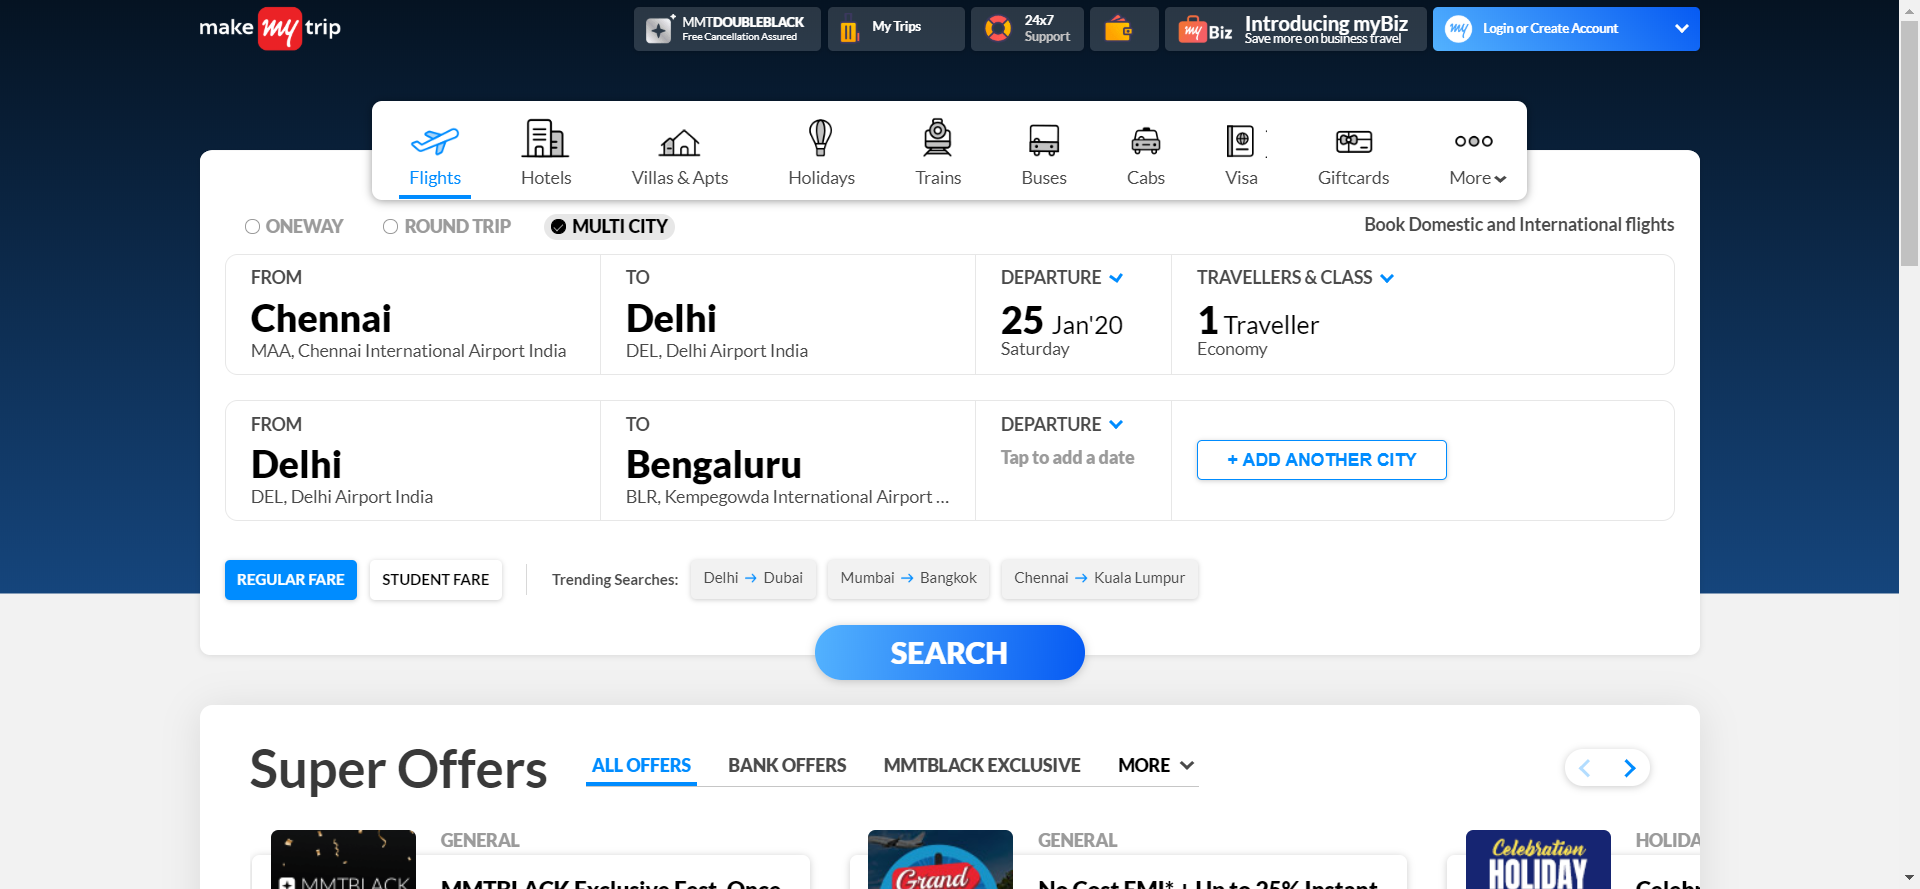 make my trip
MMTDOUBLEBLACK
Free Cancellation Assured
My Trips
24x7
Support
my Biz
Introducing myBiz
Save more on business travel
my
Login or Create Account
Flights
Hotels
Villas & Apts
Holidays
Trains
Buses
Cabs
Visa
Giftcards
More
ONEWAY
ROUND TRIP
MULTI CITY
Book Domestic and International flights
FROM
Chennai
MAA, Chennai International Airport India
TO
Delhi
DEL, Delhi Airport India
DEPARTURE
25 Jan'20
Saturday
TRAVELLERS & CLASS
1 Traveller
Economy
FROM
Delhi
DEL, Delhi Airport India
TO
Bengaluru
BLR, Kempegowda International Airport ...
DEPARTURE
Tap to add a date
+ ADD ANOTHER CITY
REGULAR FARE
STUDENT FARE
Trending Searches:
Delhi → Dubai
Mumbai → Bangkok
Chennai → Kuala Lumpur
SEARCH
Super Offers
ALL OFFERS
BANK OFFERS
MMTBLACK EXCLUSIVE
MORE
MMTBLACK
GENERAL
MMTBLACK Exclusive Fest. Once
Grand
GENERAL
No Cost EMI* + Up to 25% Instant
Celebration
HOLIDAY
HOLIDA
Celebr